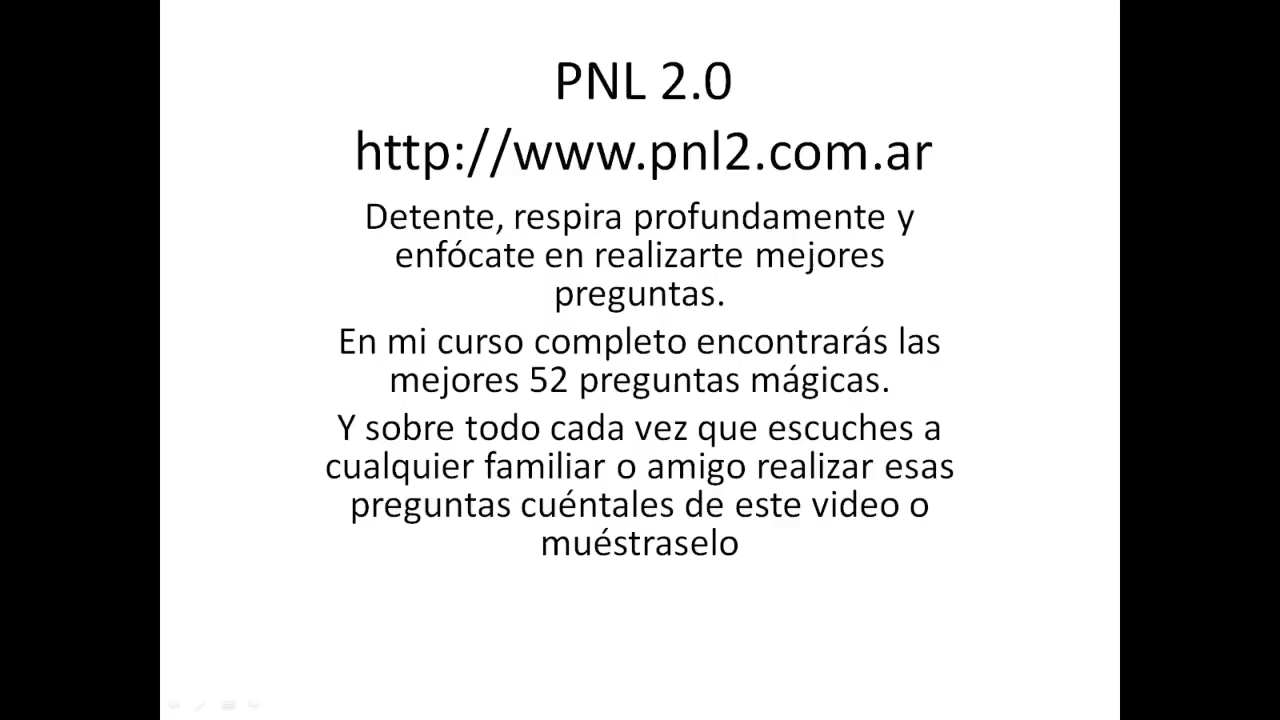 PNL 2.0
http://www.pnl2.com.ar
Detente, respira profundamente y
enfócate en realizarte mejores
preguntas.
En mi curso completo encontrarás las
mejores 52 preguntas mágicas.
Y sobre todo cada vez que escuches a
cualquier familiar o amigo realizar esas
preguntas cuéntales de este video o
muéstraselo